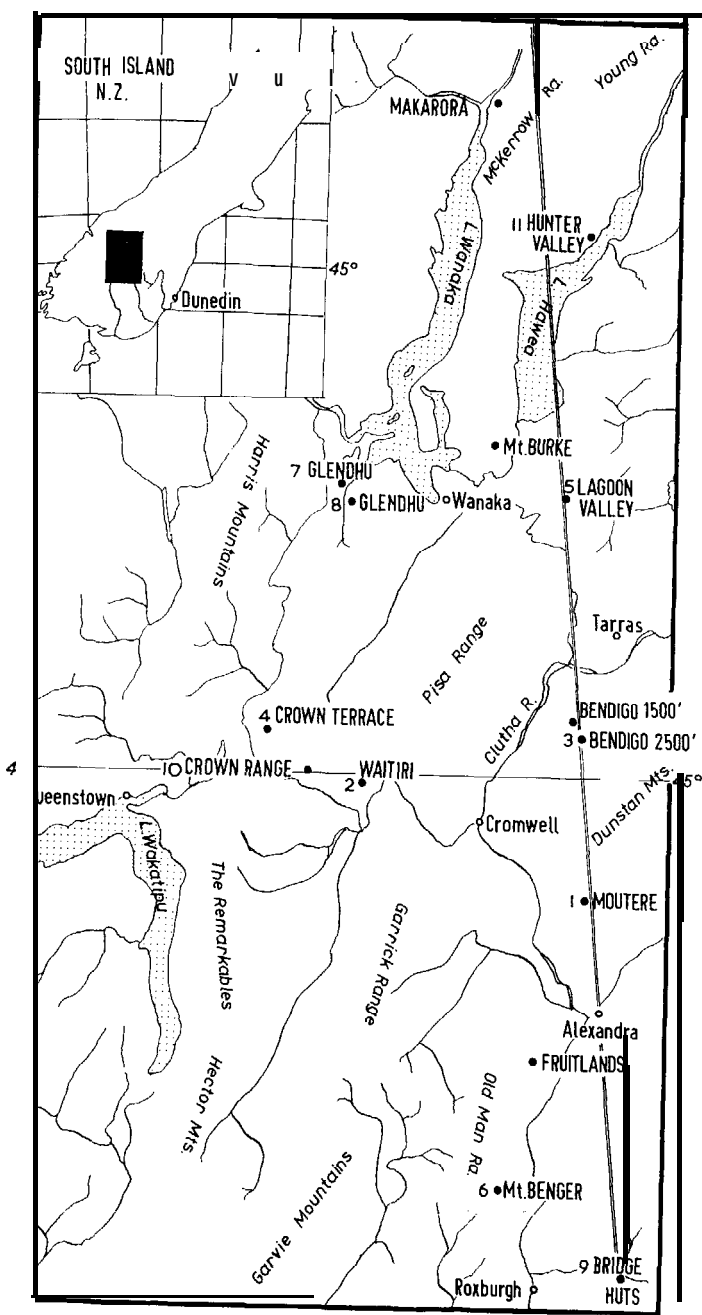 SOUTH ISLAND
N.Z.
V U I
45°
Dunedin
MAKARORA
McKerrow Ra.
Young Ra.
L. Wanaka
11 HUNTER
VALLEY
L. Hawea
Mt. BURKE
7 GLENDHU
8 GLENDHU
Wanaka
5 LAGOON
VALLEY
Harris Mountains
Tarras
Pisa Range
4 CROWN TERRACE
Clutha R.
BENDIGO 1500'
3 BENDIGO 2500'
4
10 CROWN RANGE
2 WAITIRI
45°
ueenstown
Cromwell
Dunstan Mts.
L. Wakatipu
The Remarkables
1 MOUTERE
Garrick Range
Alexandra
FRUITLANDS
Hector Mts.
Old Man Ra.
6 Mt. BENGER
Garvie Mountains
9 BRIDGE
HUTS
Roxburgh